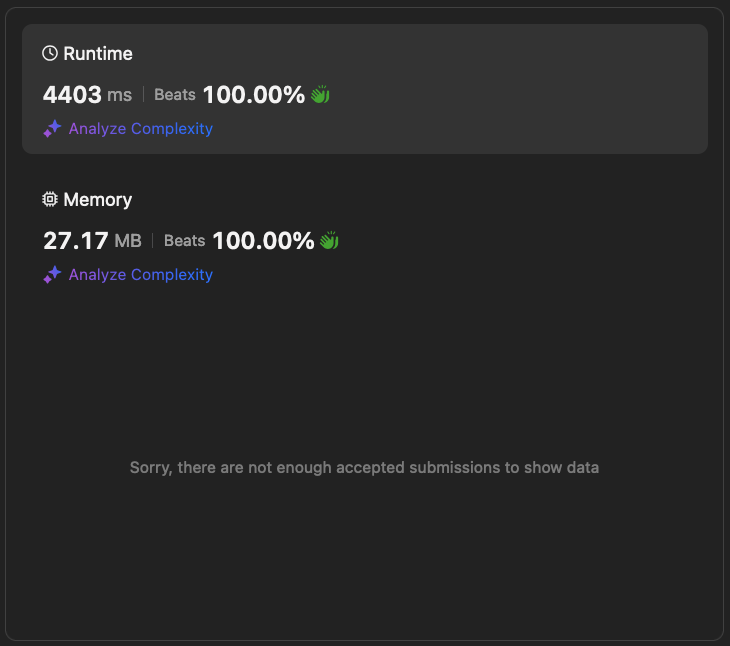 Runtime
4403 ms | Beats 100.00%
Analyze Complexity
Memory
27.17 MB | Beats 100.00%
Analyze Complexity
Sorry, there are not enough accepted submissions to show data